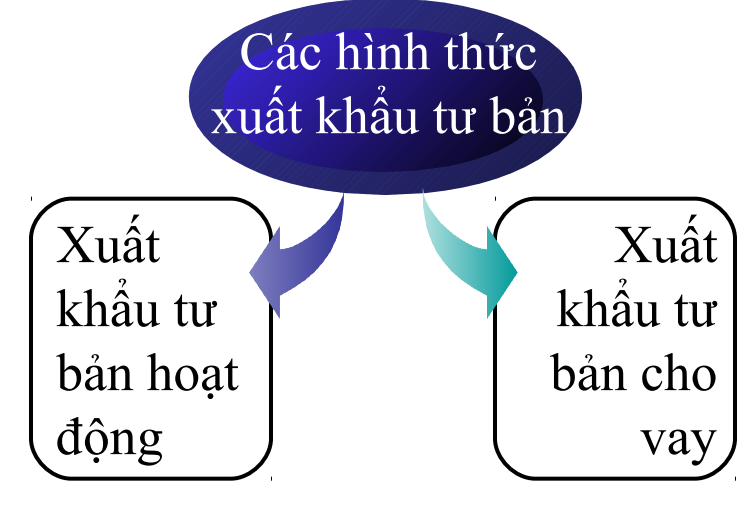 Các hình thức
xuất khẩu tư bản
Xuất
khẩu tư
bản hoạt
động
Xuất
khẩu tư
bản cho
vay